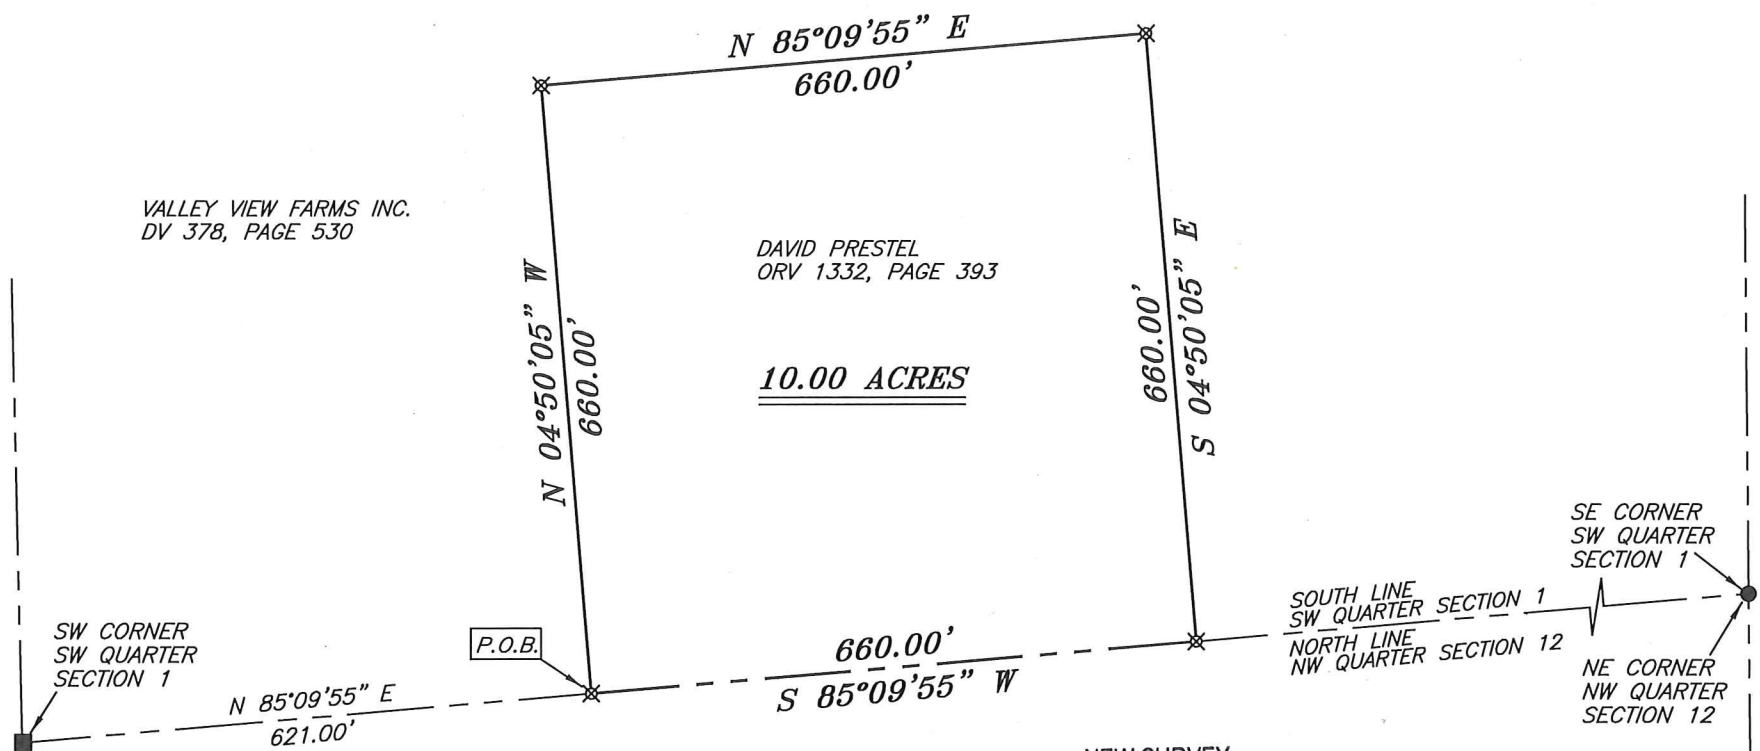 N 85°09'55" E
660.00'
VALLEY VIEW FARMS INC.
DV 378, PAGE 530
DAVID PRESTEL
ORV 1332, PAGE 393
N 04°50'05" W
660.00'
660.00'
S 04°50'05" E
10.00 ACRES
SE CORNER
SW QUARTER
SECTION 1
SOUTH LINE
SW QUARTER SECTION 1
NORTH LINE
NW QUARTER SECTION 12
SW CORNER
SW QUARTER
SECTION 1
P.O.B.
660.00'
S 85°09'55" W
NE CORNER
NW QUARTER
SECTION 12
N 85°09'55" E
621.00'
NEW SURVEY